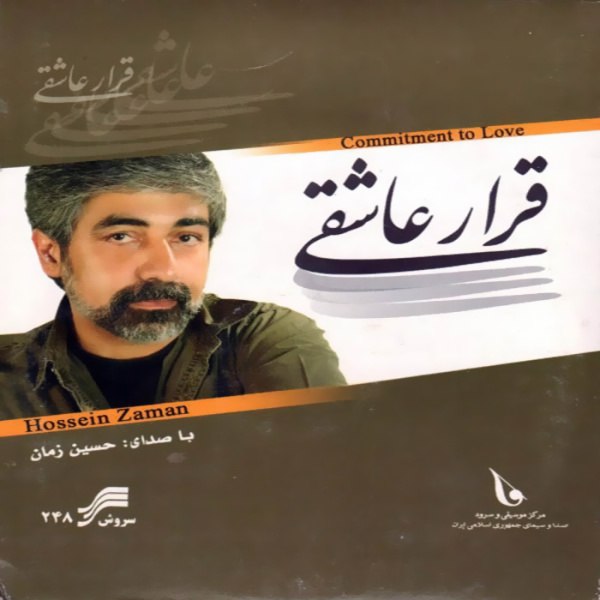 قرار عاشقی
Commitment to Love
قرار عاشقی
Hossein Zaman
با صدای: حسین زمان
سروش ۲۴۸
مرکز موسیقی و سرود
صدا و سیمای جمهوری اسلامی ایران